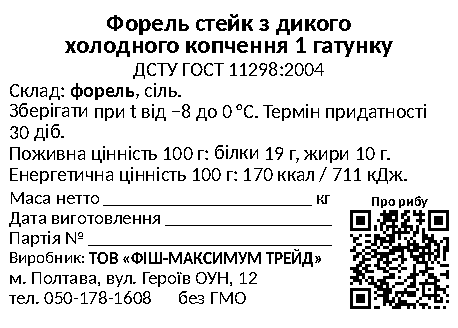 Форель стейк з дикого
холодного копчення 1 гатунку
ДСТУ ГОСТ 11298:2004
Склад: форель, сіль.
Зберігати при t від −8 до 0 °С. Термін придатності
30 діб.
Поживна цінність 100 г: білки 19 г, жири 10 г.
Енергетична цінність 100 г: 170 ккал / 711 кДж.
Маса нетто ________________________ кг
Дата виготовлення ___________________
Партія № ___________________________
Про рибу
Виробник: ТОВ «ФІШ-МАКСИМУМ ТРЕЙД»
м. Полтава, вул. Героїв ОУН, 12
тел. 050-178-1608 без ГМО